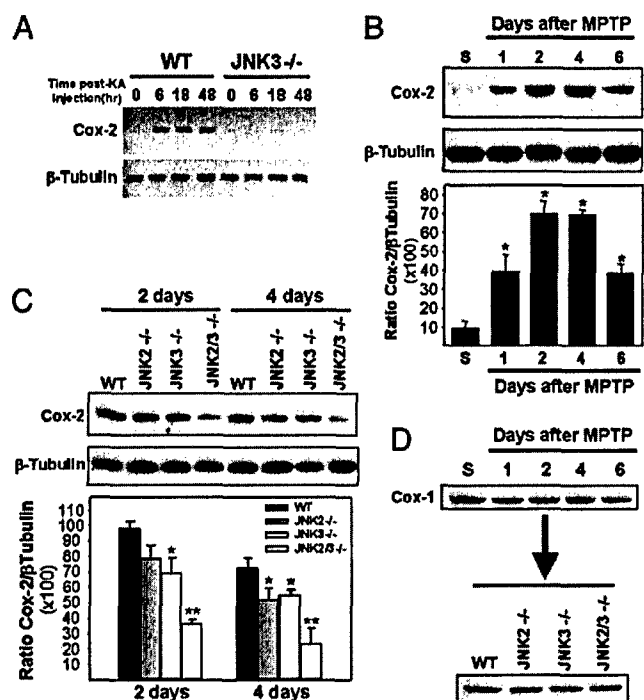 A
WT JNK3 -/-
Time post-KA
Injection(hr) 0 6 18 48 0 6 18 48
Cox-2
β-Tubulin
B
Days after MPTP
S 1 2 4 6
Cox-2
β-Tubulin
Ratio Cox-2/βTubulin
(x100)
80
70
60
50
40
30
20
10
* * * *
S 1 2 4 6
Days after MPTP
C
2 days 4 days
WT JNK2 -/- JNK3 -/- JNK2/3 -/- WT JNK2 -/- JNK3 -/- JNK2/3 -/-
Cox-2
β-Tubulin
Ratio Cox-2/βTubulin
(x100)
110
100
90
80
70
60
50
40
30
20
10
WT
JNK2-/-
JNK3-/-
JNK2/3-/-
* ** * * **
2 days 4 days
D
Days after MPTP
S 1 2 4 6
Cox-1
WT JNK2 -/- JNK3 -/- JNK2/3 -/-